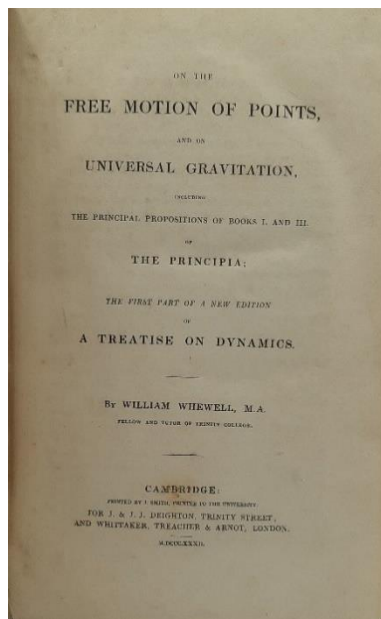 ON THE
FREE MOTION OF POINTS,
AND ON
UNIVERSAL GRAVITATION,
INCLUDING
THE PRINCIPAL PROPOSITIONS OF BOOKS I. AND III.
OF
THE PRINCIPIA;
THE FIRST PART OF A NEW EDITION
OF
A TREATISE ON DYNAMICS.
BY WILLIAM WHEWELL, M.A.
FELLOW AND TUTOR OF TRINITY COLLEGE.
CAMBRIDGE:
PRINTED BY J. SMITH, PRINTER TO THE UNIVERSITY:
FOR J. & J. J. DEIGHTON, TRINITY STREET,
AND WHITTAKER, TREACHER & ARNOT, LONDON.
M.DCCC.XXXII.